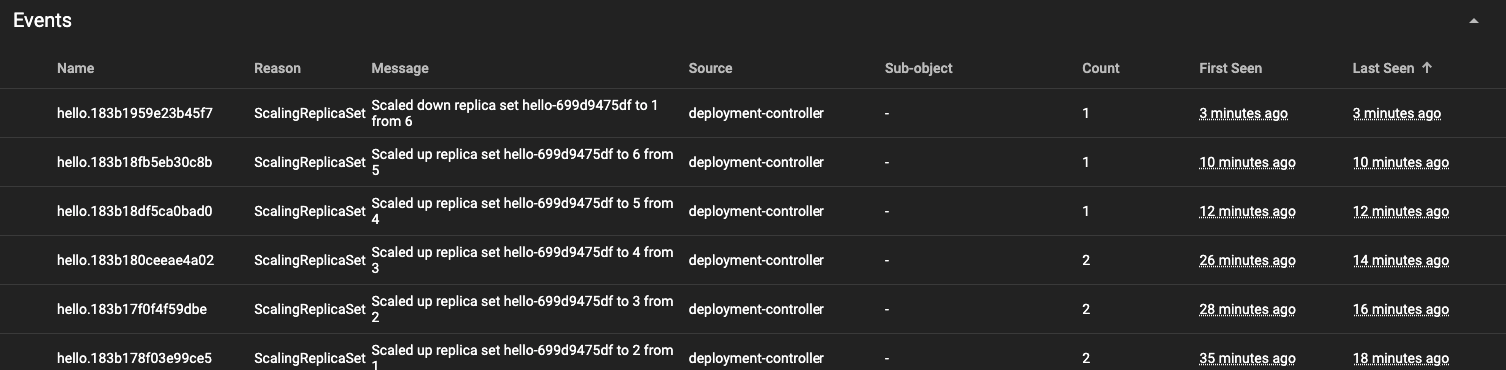 Events
Name Reason Message Source Sub-object Count First Seen Last Seen ↑
hello.183b1959e23b45f7 ScalingReplicaSet Scaled down replica set hello-699d9475df to 1 deployment-controller - 1 3 minutes ago 3 minutes ago
from 6
hello.183b18fb5eb30c8b ScalingReplicaSet Scaled up replica set hello-699d9475df to 6 from deployment-controller - 1 10 minutes ago 10 minutes ago
5
hello.183b18df5ca0bad0 ScalingReplicaSet Scaled up replica set hello-699d9475df to 5 from deployment-controller - 1 12 minutes ago 12 minutes ago
4
hello.183b180ceeae4a02 ScalingReplicaSet Scaled up replica set hello-699d9475df to 4 from deployment-controller - 2 26 minutes ago 14 minutes ago
3
hello.183b17f0f4f59dbe ScalingReplicaSet Scaled up replica set hello-699d9475df to 3 from deployment-controller - 2 28 minutes ago 16 minutes ago
2
hello.183b178f03e99ce5 ScalingReplicaSet Scaled up replica set hello-699d9475df to 2 from deployment-controller - 2 35 minutes ago 18 minutes ago
1